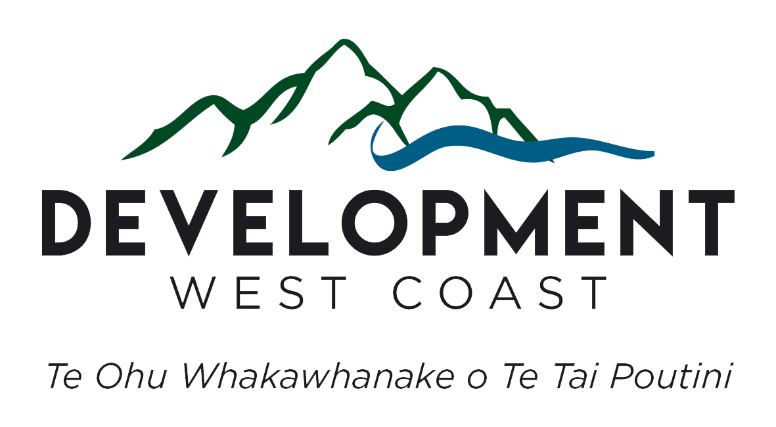 DEVELOPMENT
WEST COAST
Te Ohu Whakawhanake o Te Tai Poutini